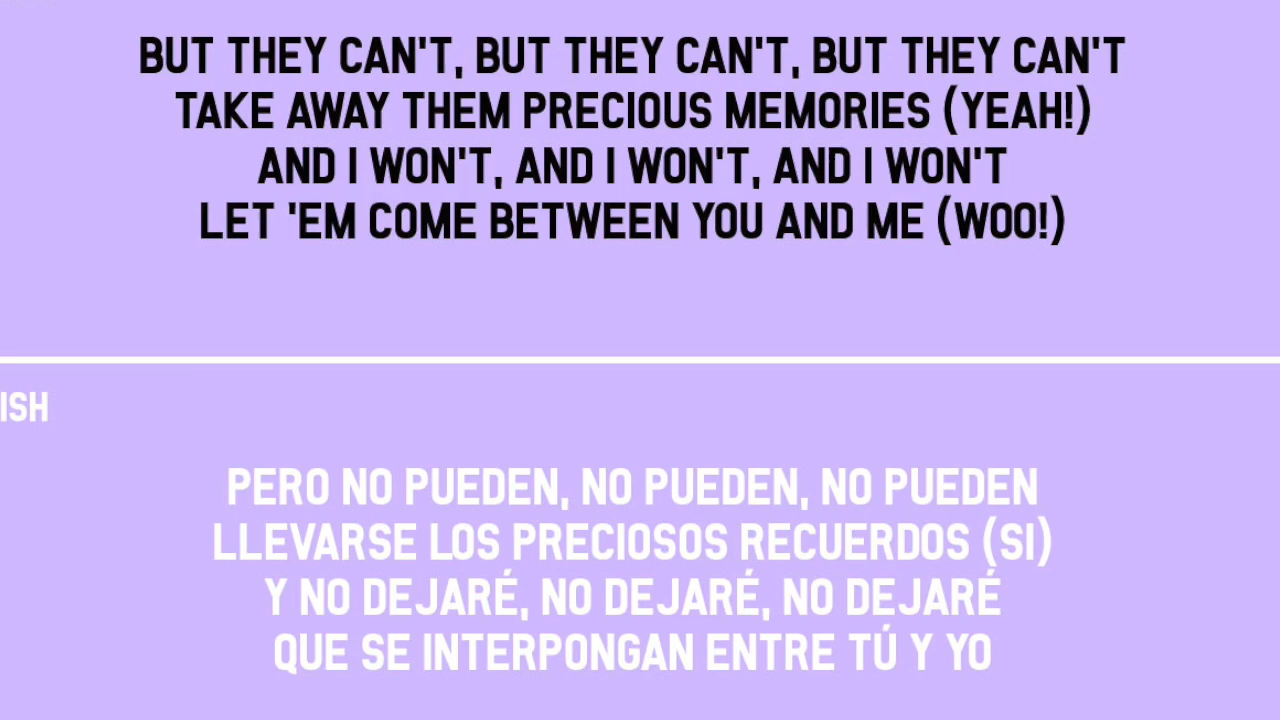 BUT THEY CAN'T, BUT THEY CAN'T, BUT THEY CAN'T
TAKE AWAY THEM PRECIOUS MEMORIES (YEAH!)
AND I WON'T, AND I WON'T, AND I WON'T
LET 'EM COME BETWEEN YOU AND ME (WOO!)
ISH
PERO NO PUEDEN, NO PUEDEN, NO PUEDEN
LLEVARSE LOS PRECIOSOS RECUERDOS (SI)
Y NO DEJARÉ, NO DEJARÉ, NO DEJARÉ
QUE SE INTERPONGAN ENTRE TÚ Y YO